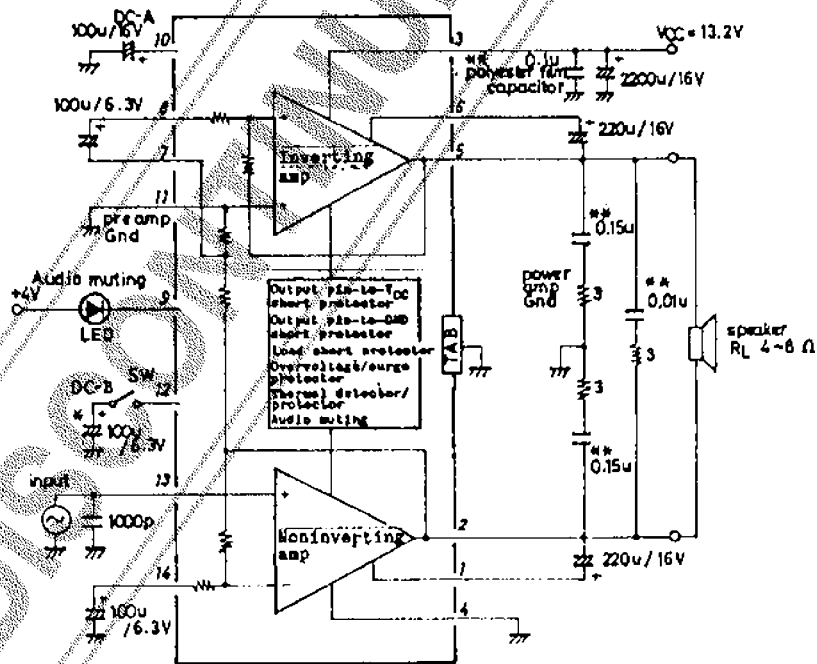 DC-A
100u/16V
10
3
VCC = 13.2V
** 0.1u
polyester film
capacitor
2200u/16V
100u/6.3V
8
6
220u/16V
7
5
Inverting
amp
11
preamp
Gnd
**
0.15u
Audio muting
+4V
9
LED
power
amp
Gnd
3
**
0.01u
3
Output pin-to-VCC
short protector
Output pin-to-GND
short protector
Load short protector
Overvoltage/surge
protector
Thermal detector/
protector
Audio muting
TAB
speaker
RL 4~8 Ω
DC-B
SW
12
*
100u
/6.3V
3
**
0.15u
input
13
1000p
Noninverting
amp
2
14
1
220u/16V
100u
/6.3V
4
DISCONTINUED